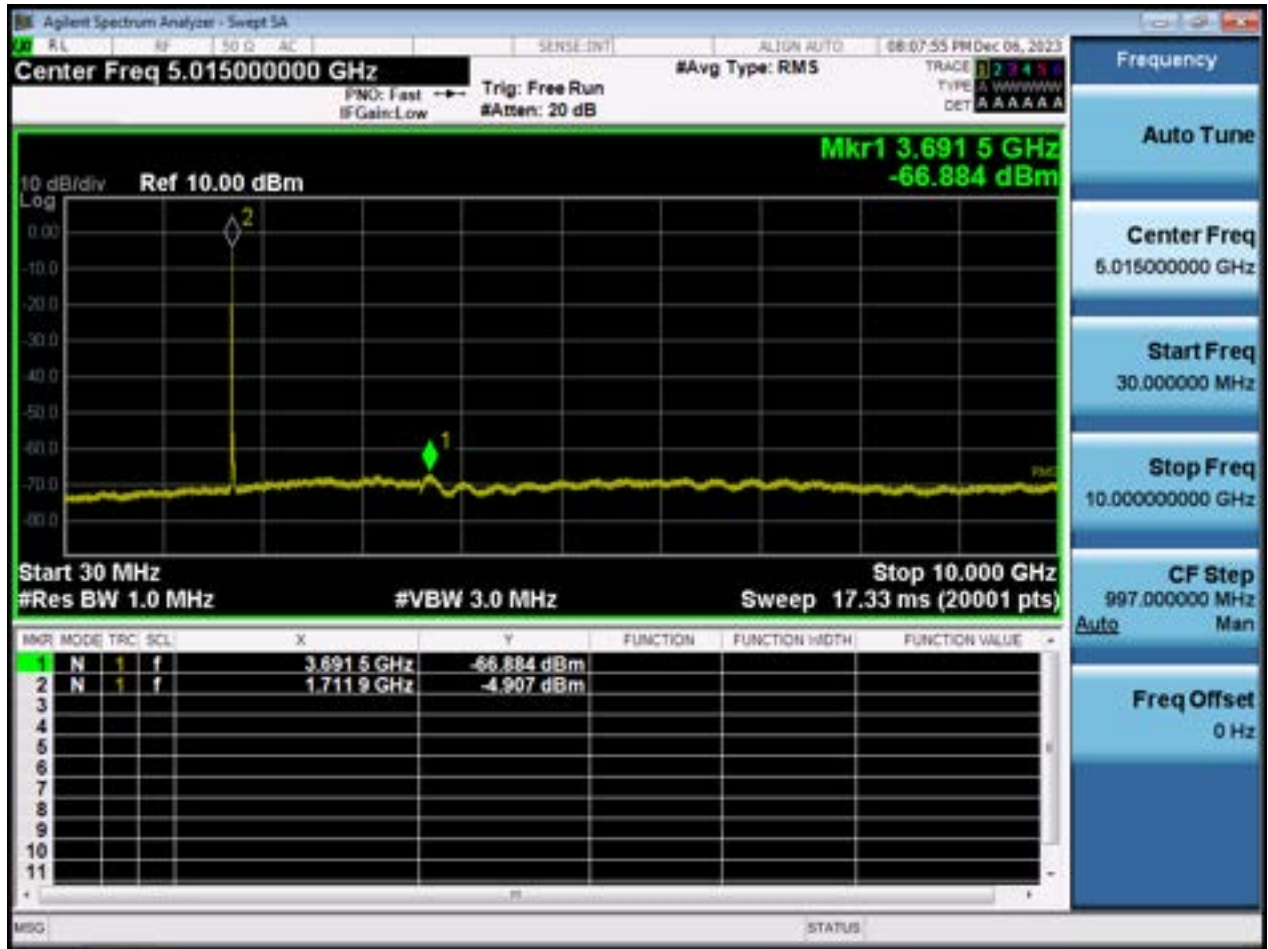 Agilent Spectrum Analyzer - Swept SA
RL RF 50 Ω AC SENSE:INT ALIGN AUTO 08:07:55 PM Dec 06, 2023
Center Freq 5.015000000 GHz
PNO: Fast
IFGain:Low
Trig: Free Run
#Atten: 20 dB
#Avg Type: RMS
TRACE 1 2 3 4 5 6
TYPE A WWWWW
DET A A A A A A
Mkr1 3.691 5 GHz
-66.884 dBm
10 dB/div Ref 10.00 dBm
Log
0.00
-10.0
-20.0
-30.0
-40.0
-50.0
-60.0
-70.0
-80.0
2
1
RMS
Start 30 MHz Stop 10.000 GHz
#Res BW 1.0 MHz #VBW 3.0 MHz Sweep 17.33 ms (20001 pts)
MKR MODE TRC SCL X Y FUNCTION FUNCTION WIDTH FUNCTION VALUE
1 N 1 f 3.691 5 GHz -66.884 dBm
2 N 1 f 1.711 9 GHz -4.907 dBm
3
4
5
6
7
8
9
10
11
MSG STATUS
Frequency
Auto Tune
Center Freq
5.015000000 GHz
Start Freq
30.000000 MHz
Stop Freq
10.000000000 GHz
CF Step
997.000000 MHz
Auto Man
Freq Offset
0 Hz